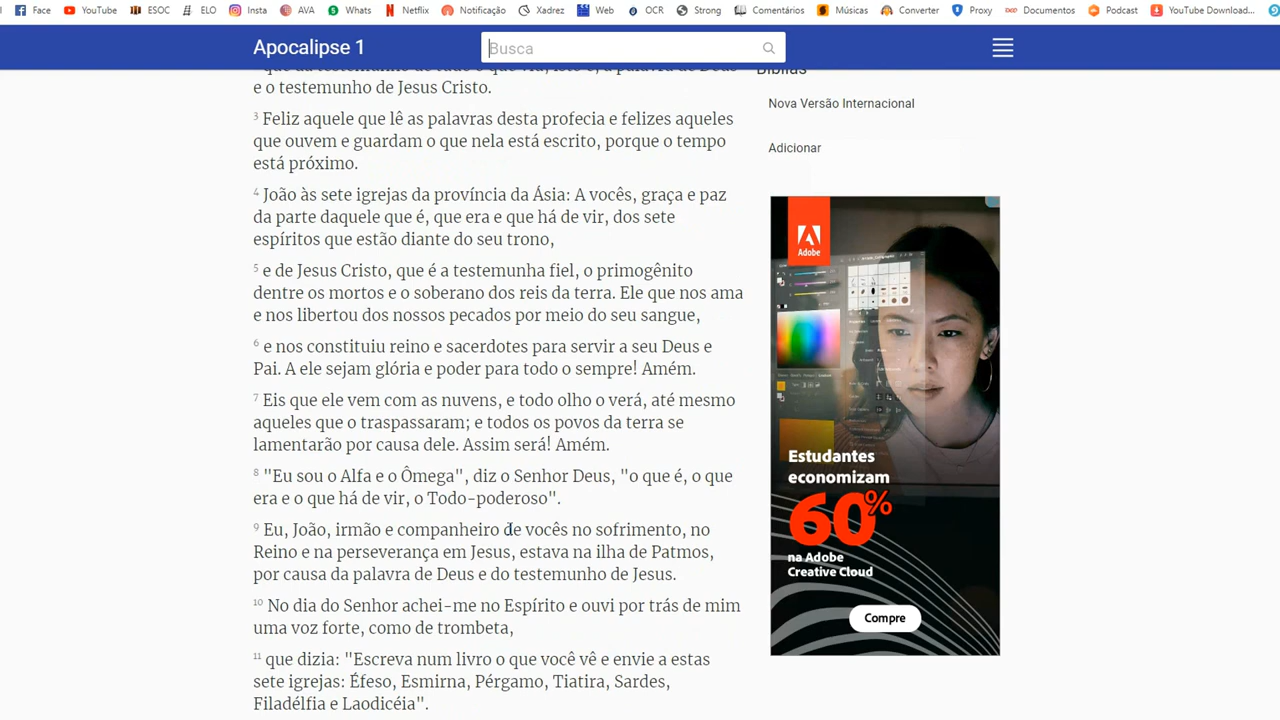 Face YouTube ESOC ELO Insta AVA Whats Netflix Notificação Xadrez Web OCR Strong Comentários Músicas Converter Proxy Documentos Podcast YouTube Download...
Apocalipse 1
Busca
e o testemunho de Jesus Cristo.
3 Feliz aquele que lê as palavras desta profecia e felizes aqueles
que ouvem e guardam o que nela está escrito, porque o tempo
está próximo.
4 João às sete igrejas da província da Ásia: A vocês, graça e paz
da parte daquele que é, que era e que há de vir, dos sete
espíritos que estão diante do seu trono,
5 e de Jesus Cristo, que é a testemunha fiel, o primogênito
dentre os mortos e o soberano dos reis da terra. Ele que nos ama
e nos libertou dos nossos pecados por meio do seu sangue,
6 e nos constituiu reino e sacerdotes para servir a seu Deus e
Pai. A ele sejam glória e poder para todo o sempre! Amém.
7 Eis que ele vem com as nuvens, e todo olho o verá, até mesmo
aqueles que o traspassaram; e todos os povos da terra se
lamentarão por causa dele. Assim será! Amém.
8 "Eu sou o Alfa e o Ômega", diz o Senhor Deus, "o que é, o que
era e o que há de vir, o Todo-poderoso".
9 Eu, João, irmão e companheiro de vocês no sofrimento, no
Reino e na perseverança em Jesus, estava na ilha de Patmos,
por causa da palavra de Deus e do testemunho de Jesus.
10 No dia do Senhor achei-me no Espírito e ouvi por trás de mim
uma voz forte, como de trombeta,
11 que dizia: "Escreva num livro o que você vê e envie a estas
sete igrejas: Éfeso, Esmirna, Pérgamo, Tiatira, Sardes,
Filadélfia e Laodicéia".
Bíblias
Nova Versão Internacional
Adicionar
Adobe
Estudantes
economizam
60%
na Adobe
Creative Cloud
Compre